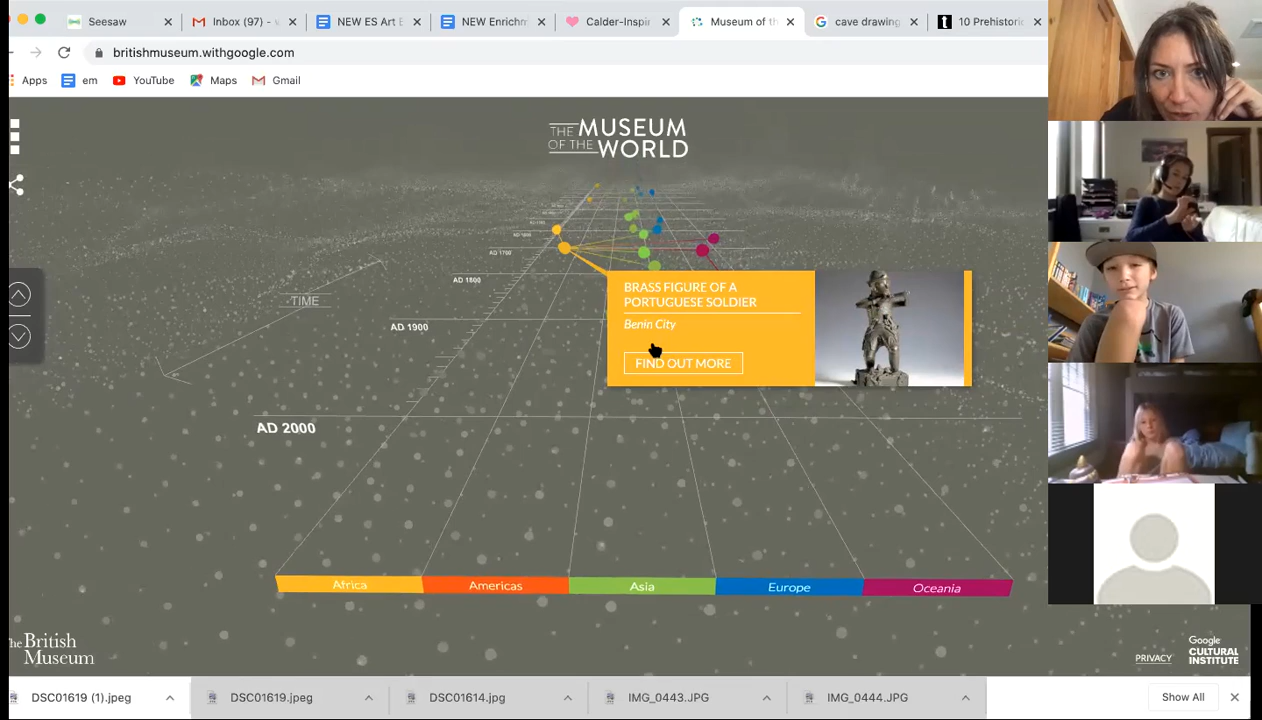 Seesaw
Inbox (97) -
NEW ES Art
NEW Enrichm
Calder-Inspir
Museum of th
cave drawing
10 Prehistoric
britishmuseum.withgoogle.com
Apps
em
YouTube
Maps
Gmail
THE MUSEUM
OF THE WORLD
AD 1700
AD 1800
TIME
AD 1900
AD 2000
BRASS FIGURE OF A
PORTUGUESE SOLDIER
Benin City
FIND OUT MORE
Africa
Americas
Asia
Europe
Oceania
The British
Museum
PRIVACY
Google
CULTURAL
INSTITUTE
DSC01619 (1).jpeg
DSC01619.jpeg
DSC01614.jpg
IMG_0443.JPG
IMG_0444.JPG
Show All